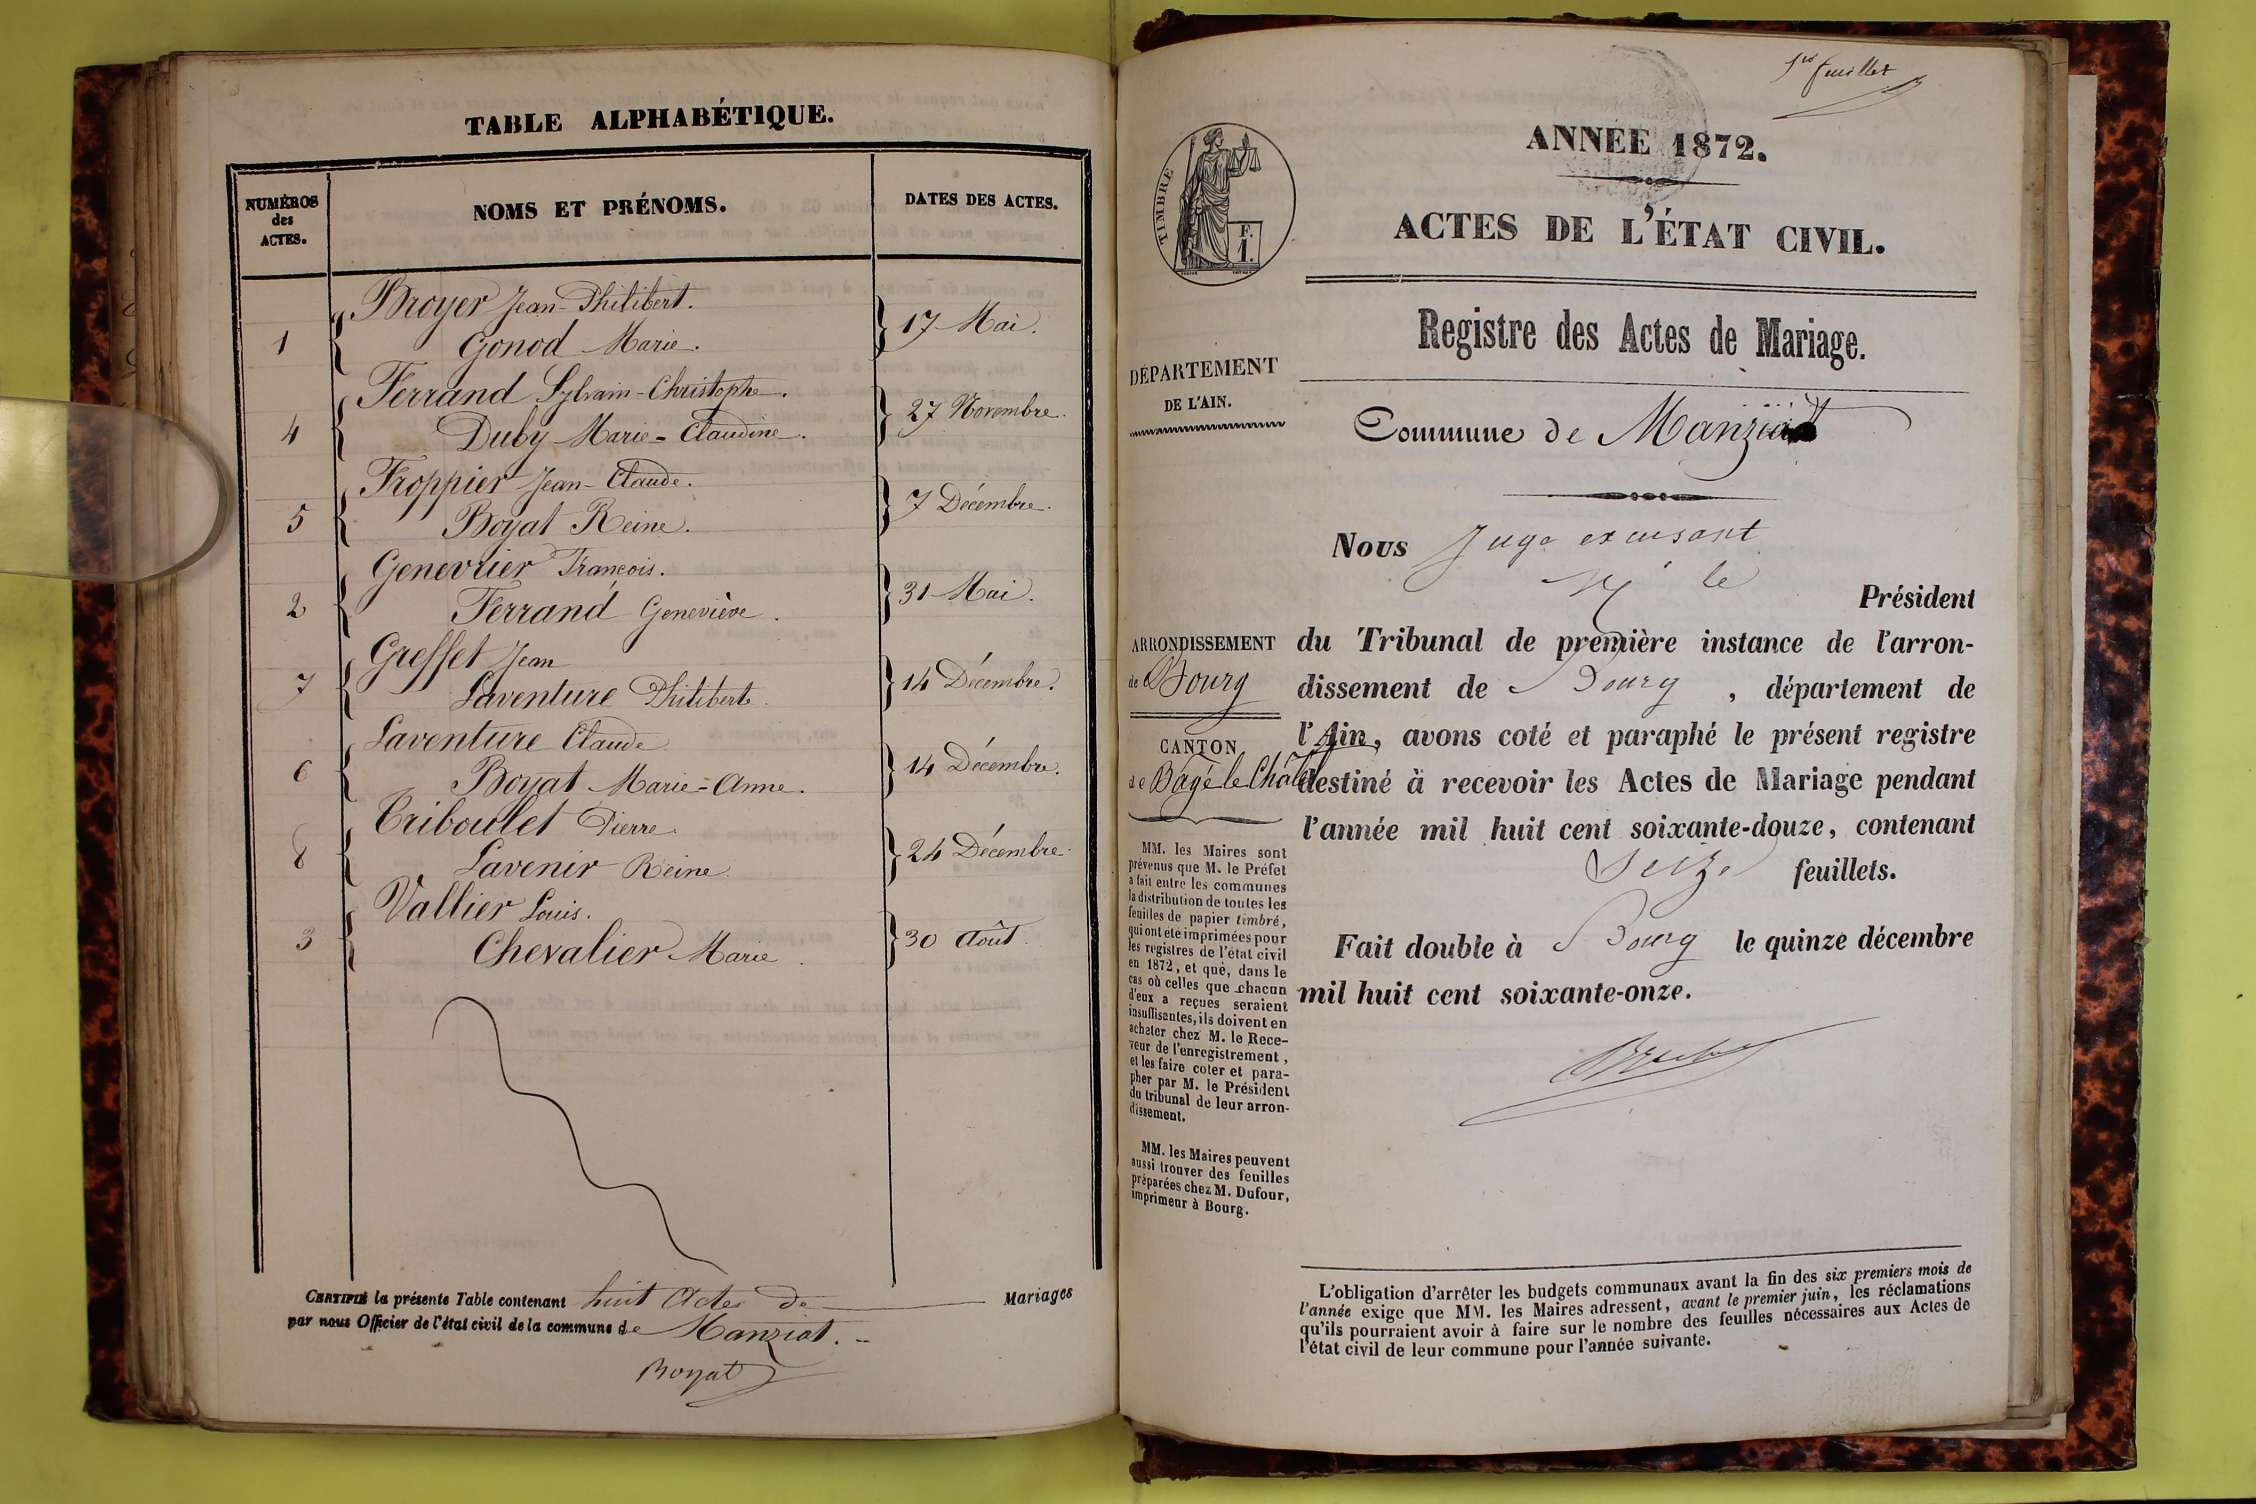 TABLE ALPHABÉTIQUE.
NUMÉROS
des
ACTES.
NOMS ET PRÉNOMS.
DATES DES ACTES.
Broyer Jean-Philibert.
1
Gonod Marie.
17 Mai.
Ferrand Sylvain-Christophe.
4
Duby Marie-Claudine.
27 Novembre.
Froppier Jean-Claude.
5
Boyat Reine.
7 Décembre.
Genevrier François.
2
Ferrand Geneviève.
31 Mai.
Greffet Jean
7
Laventure Philiberte.
14 Décembre.
Laventure Claude
6
Boyat Marie-Anne.
14 Décembre.
Triboulet Pierre.
8
Lavenir Reine.
24 Décembre.
Vallier Louis.
3
Chevalier Marie.
30 Août.
CERTIFIÉ la présente Table contenant huit Actes de Mariages
par nous Officier de l'état civil de la commune de Manziat.
Boyat
1er feuillet
ANNÉE 1872.
TIMBRE
F.
1.
ACTES DE L'ÉTAT CIVIL.
Registre des Actes de Mariage.
DÉPARTEMENT
DE L'AIN.
Commune de Manziat
Nous Juge
le
Président
ARRONDISSEMENT
de Bourg
CANTON
de Bâgé le Châtel
du Tribunal de première instance de l'arron-
dissement de Bourg, département de
l'Ain, avons coté et paraphé le présent registre
destiné à recevoir les Actes de Mariage pendant
l'année mil huit cent soixante-douze, contenant
Seize feuillets.
Fait double à Bourg le quinze décembre
mil huit cent soixante-onze.
MM. les Maires sont
prévenus que M. le Préfet
a fait entre les communes
la distribution de toutes les
feuilles de papier timbré,
qui ont été imprimées pour
les registres de l'état civil
en 1872, et que, dans le
cas où celles que chacun
d'eux a reçues seraient
insuffisantes, ils doivent en
acheter chez M. le Rece-
veur de l'enregistrement,
et les faire coter et para-
pher par M. le Président
du tribunal de leur arron-
dissement.
MM. les Maires peuvent
aussi trouver des feuilles
préparées chez M. Dufour,
imprimeur à Bourg.
L'obligation d'arrêter les budgets communaux avant la fin des six premiers mois de
l'année exige que MM. les Maires adressent, avant le premier juin, les réclamations
qu'ils pourraient avoir à faire sur le nombre des feuilles nécessaires aux Actes de
l'état civil de leur commune pour l'année suivante.